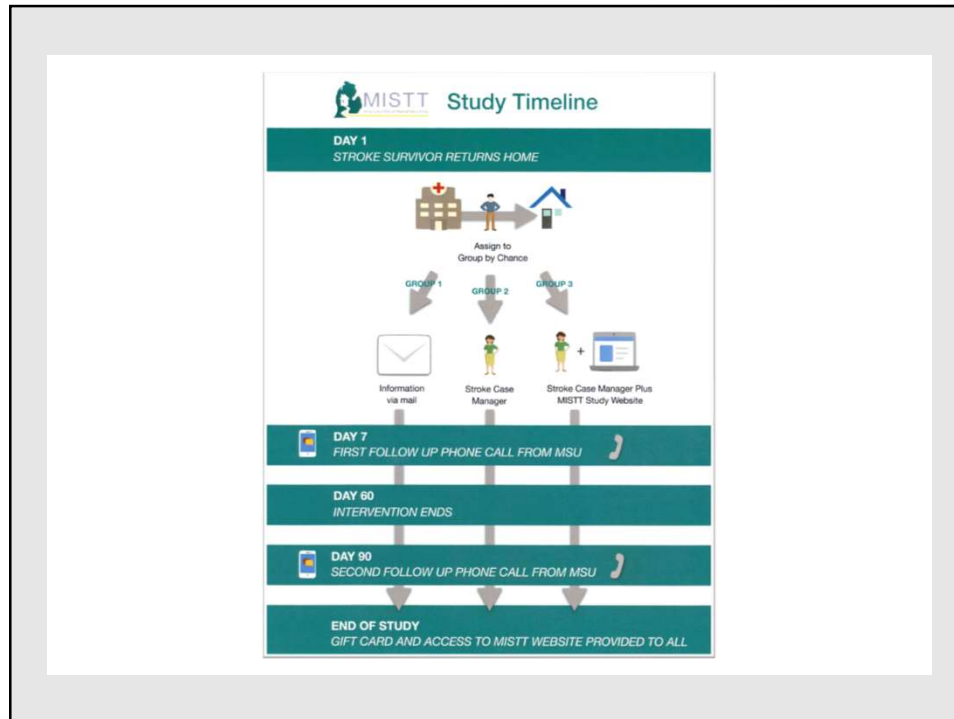 MISTT Study Timeline
DAY 1
STROKE SURVIVOR RETURNS HOME
Assign to
Group by Chance
GROUP 1
GROUP 2
GROUP 3
Information
via mail
Stroke Case
Manager
Stroke Case Manager Plus
MISTT Study Website
DAY 7
FIRST FOLLOW UP PHONE CALL FROM MSU
DAY 60
INTERVENTION ENDS
DAY 90
SECOND FOLLOW UP PHONE CALL FROM MSU
END OF STUDY
GIFT CARD AND ACCESS TO MISTT WEBSITE PROVIDED TO ALL